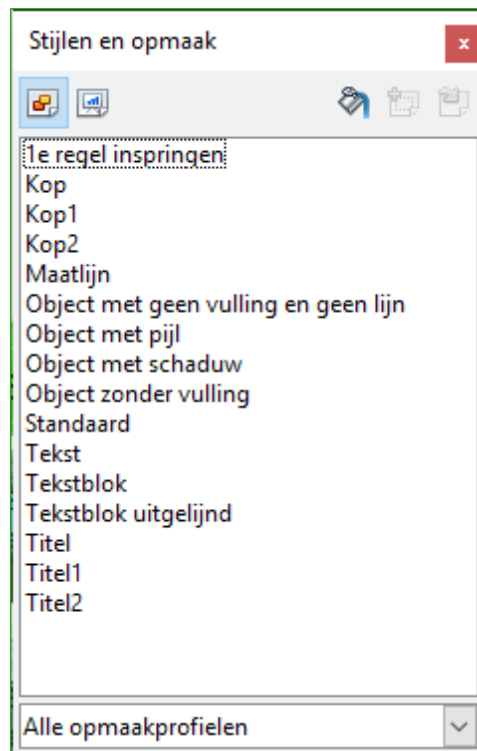 Stijlen en opmaak
x
1e regel inspringen
Kop
Kop1
Kop2
Maatlijn
Object met geen vulling en geen lijn
Object met pijl
Object met schaduw
Object zonder vulling
Standaard
Tekst
Tekstblok
Tekstblok uitgelijnd
Titel
Titel1
Titel2
Alle opmaakprofielen